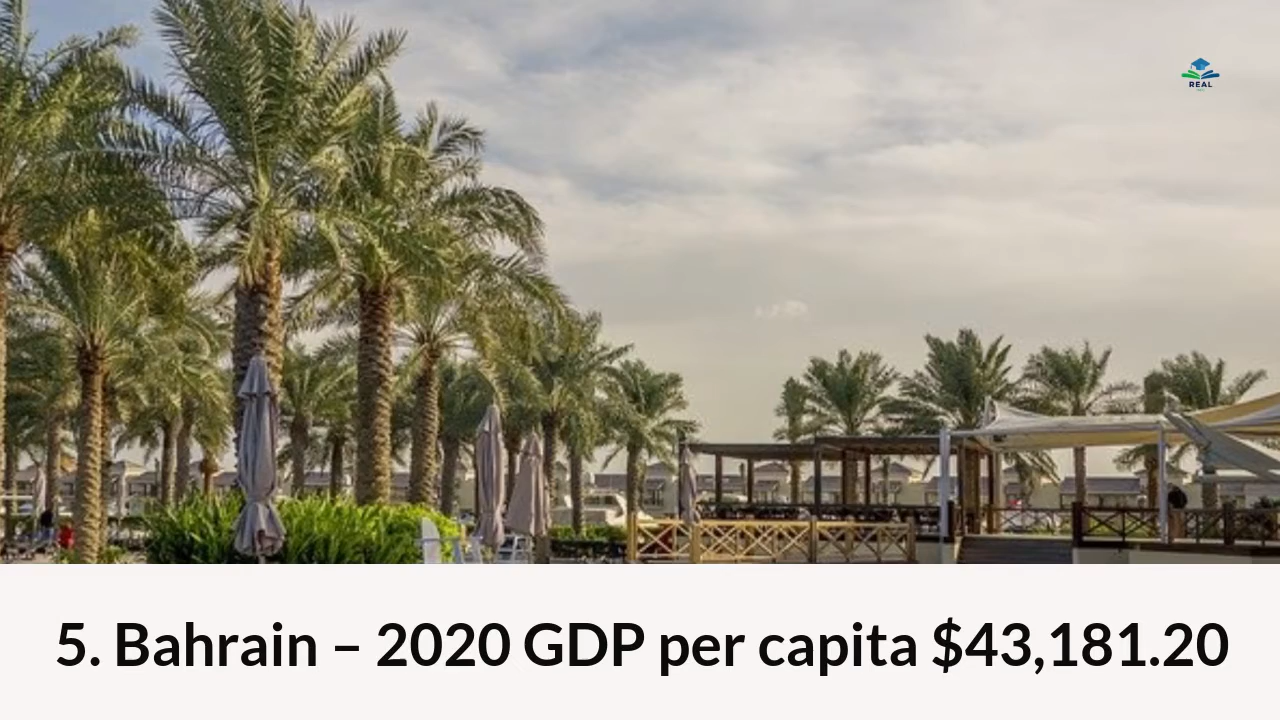 REAL
5. Bahrain – 2020 GDP per capita $43,181.20